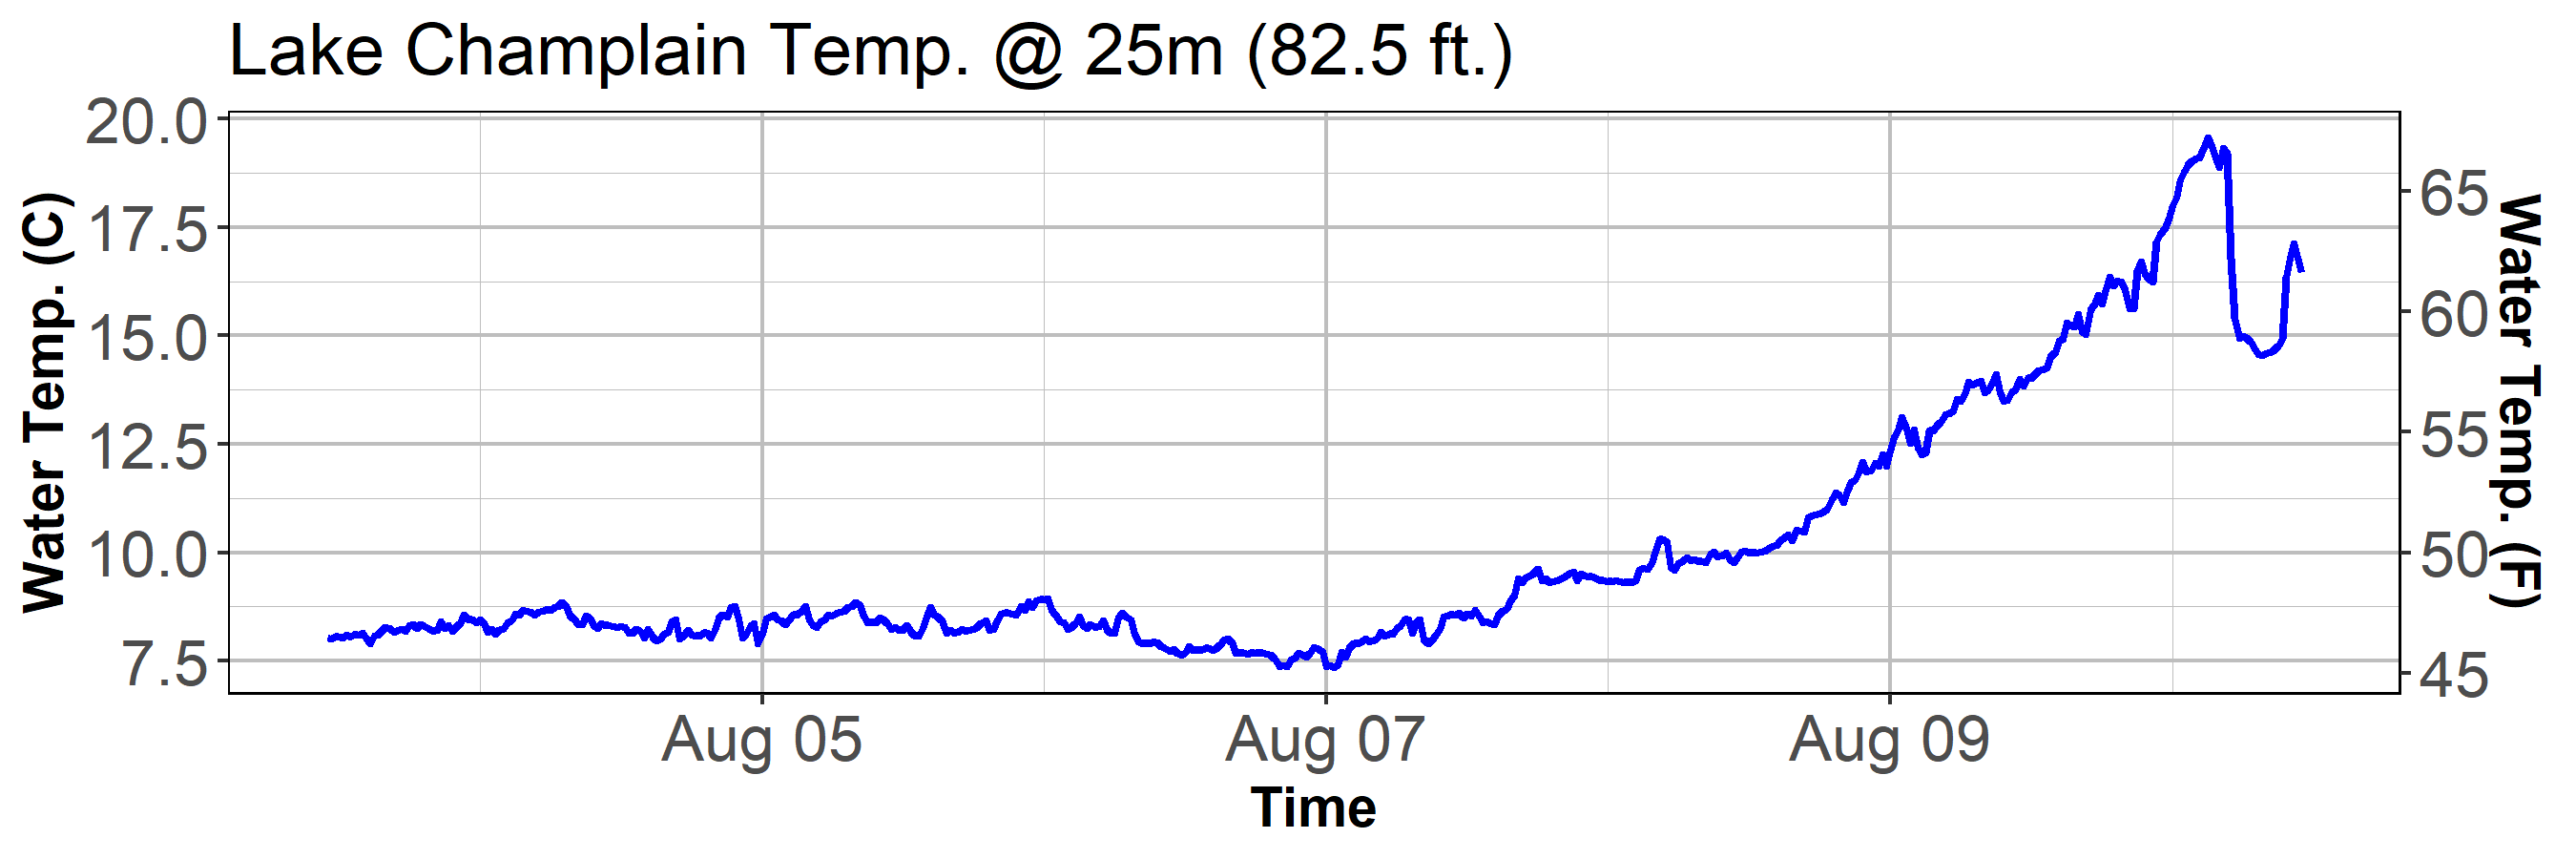 Lake Champlain Temp. @ 25m (82.5 ft.)
20.0
17.5
15.0
12.5
10.0
7.5
Water Temp. (C)
65
60
55
50
45
Water Temp. (F)
Aug 05
Aug 07
Aug 09
Time